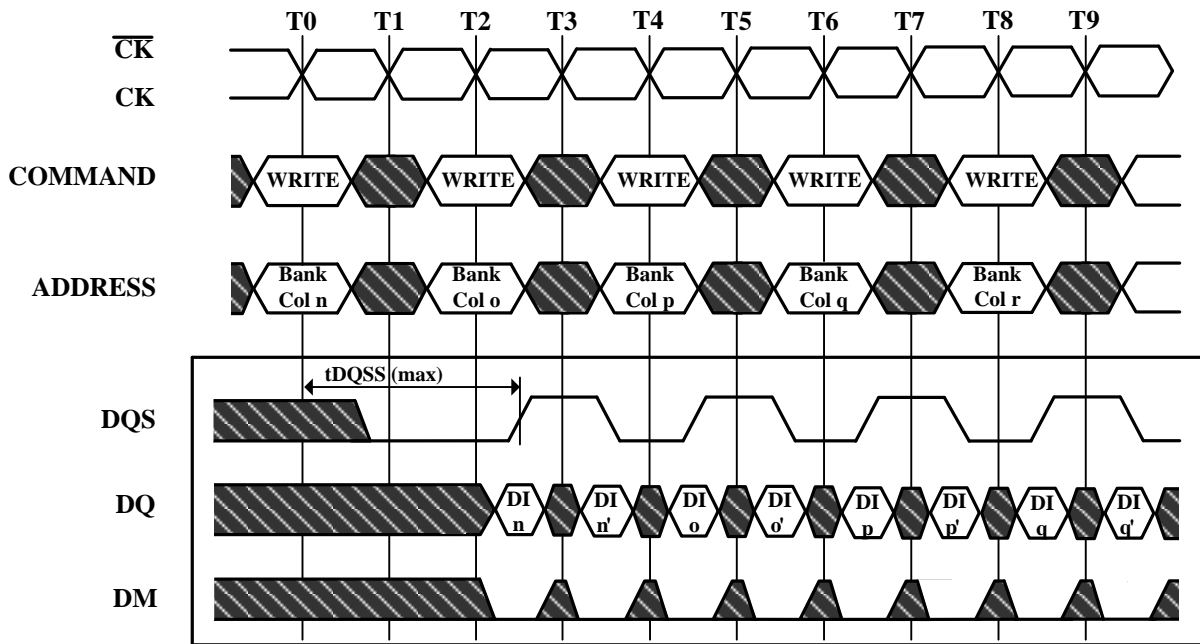 T0 T1 T2 T3 T4 T5 T6 T7 T8 T9
CK
CK
COMMAND WRITE WRITE WRITE WRITE WRITE
ADDRESS Bank Bank Bank Bank Bank
Col n Col o Col p Col q Col r
tDQSS (max)
DQS
DQ DI DI DI DI DI DI DI DI
n n' o o' p p' q q'
DM